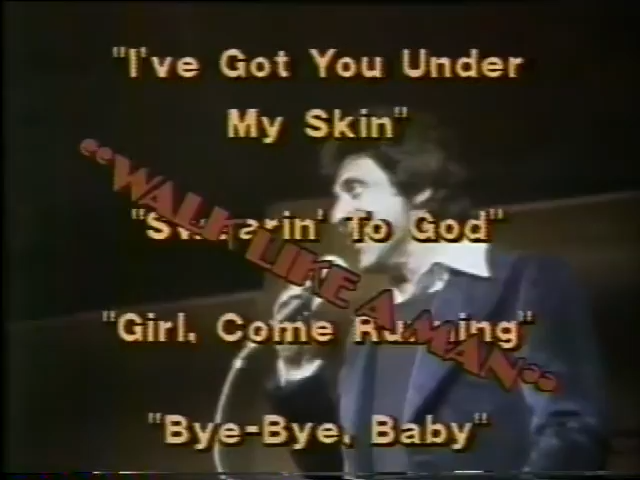 "I've Got You Under
My Skin"
"WALK LIKE A MAN"
"Swearin' To God"
"Girl, Come Running"
"Bye-Bye, Baby"